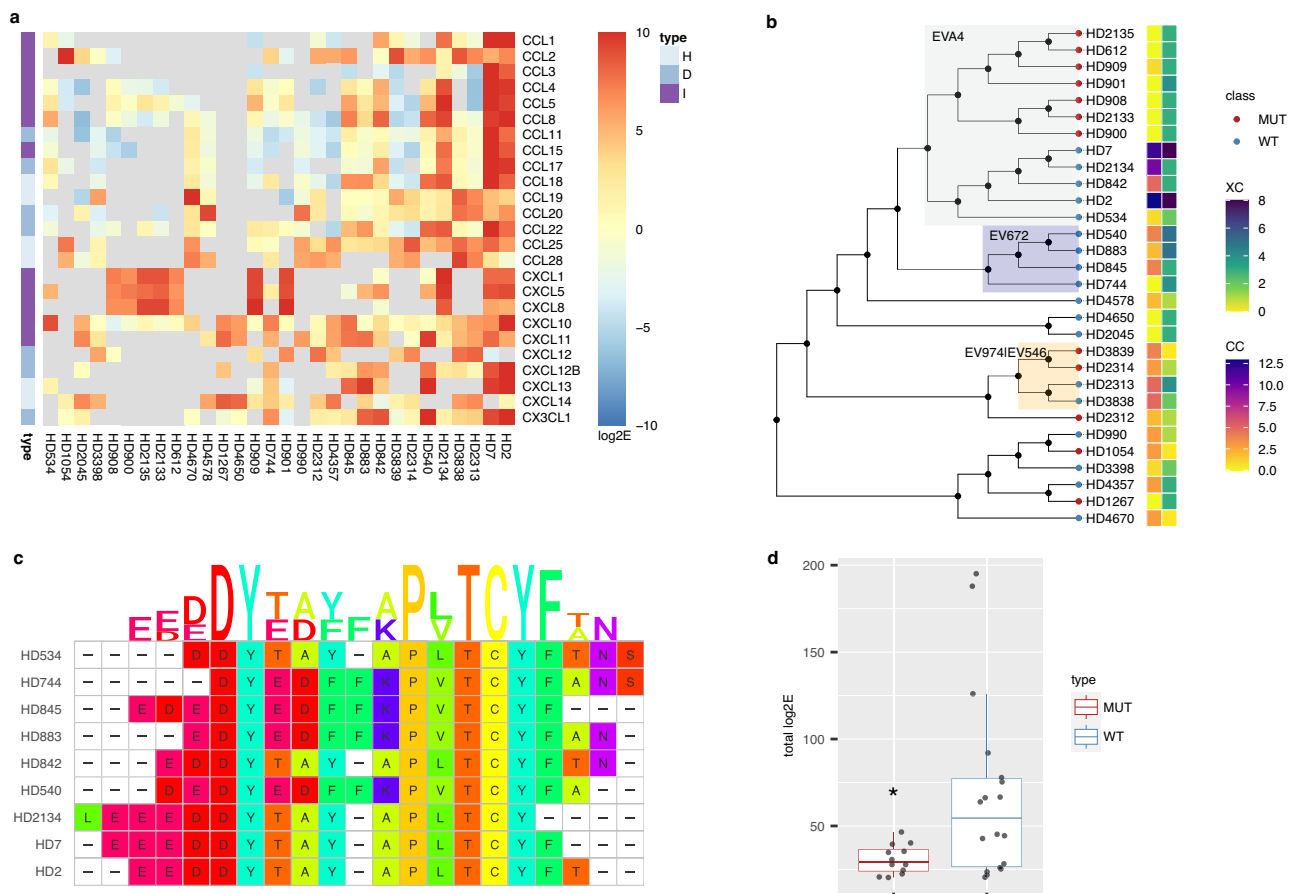 a
CCL1
CCL2
CCL3
CCL4
CCL5
CCL8
CCL11
CCL15
CCL17
CCL18
CCL19
CCL20
CCL22
CCL25
CCL28
CXCL1
CXCL5
CXCL8
CXCL10
CXCL11
CXCL12
CXCL12B
CXCL13
CXCL14
CX3CL1
10
5
0
−5
−10
log2E
type
H
D
I
type
HD534
HD1054
HD2045
HD3398
HD908
HD900
HD2135
HD2133
HD612
HD4670
HD4578
HD1267
HD4650
HD909
HD744
HD901
HD990
HD2312
HD4357
HD845
HD883
HD842
HD3839
HD2314
HD540
HD2134
HD3838
HD2313
HD7
HD2
b
EVA4
EV672
EV974IEV546
HD2135
HD612
HD909
HD901
HD908
HD2133
HD900
HD7
HD2134
HD842
HD2
HD534
HD540
HD883
HD845
HD744
HD4578
HD4650
HD2045
HD3839
HD2314
HD2313
HD3838
HD2312
HD990
HD1054
HD3398
HD4357
HD1267
HD4670
class
MUT
WT
XC
8
6
4
2
0
CC
12.5
10.0
7.5
5.0
2.5
0.0
c
E E D D Y T A Y F A P L T C Y F T N
D E E D F K V A
HD534 – – – – D D Y T A Y – A P L T C Y F T N S
HD744 – – – – – D Y E D F F K P V T C Y F A N S
HD845 – – E D E D Y E D F F K P V T C Y F – – –
HD883 – – – – E D Y E D F F K P V T C Y F A N –
HD842 – – – E D D Y T A Y – A P L T C Y F T N –
HD540 – – – D E D Y E D F F K P V T C Y F A – –
HD2134 L E E E D D Y T A Y – A P L T C Y – – – –
HD7 – E E E D D Y T A Y – A P L T C Y F – – –
HD2 – – E E D D Y T A Y – A P L T C Y F T – –
d
200
150
100
50
total log2E
*
type
MUT
WT